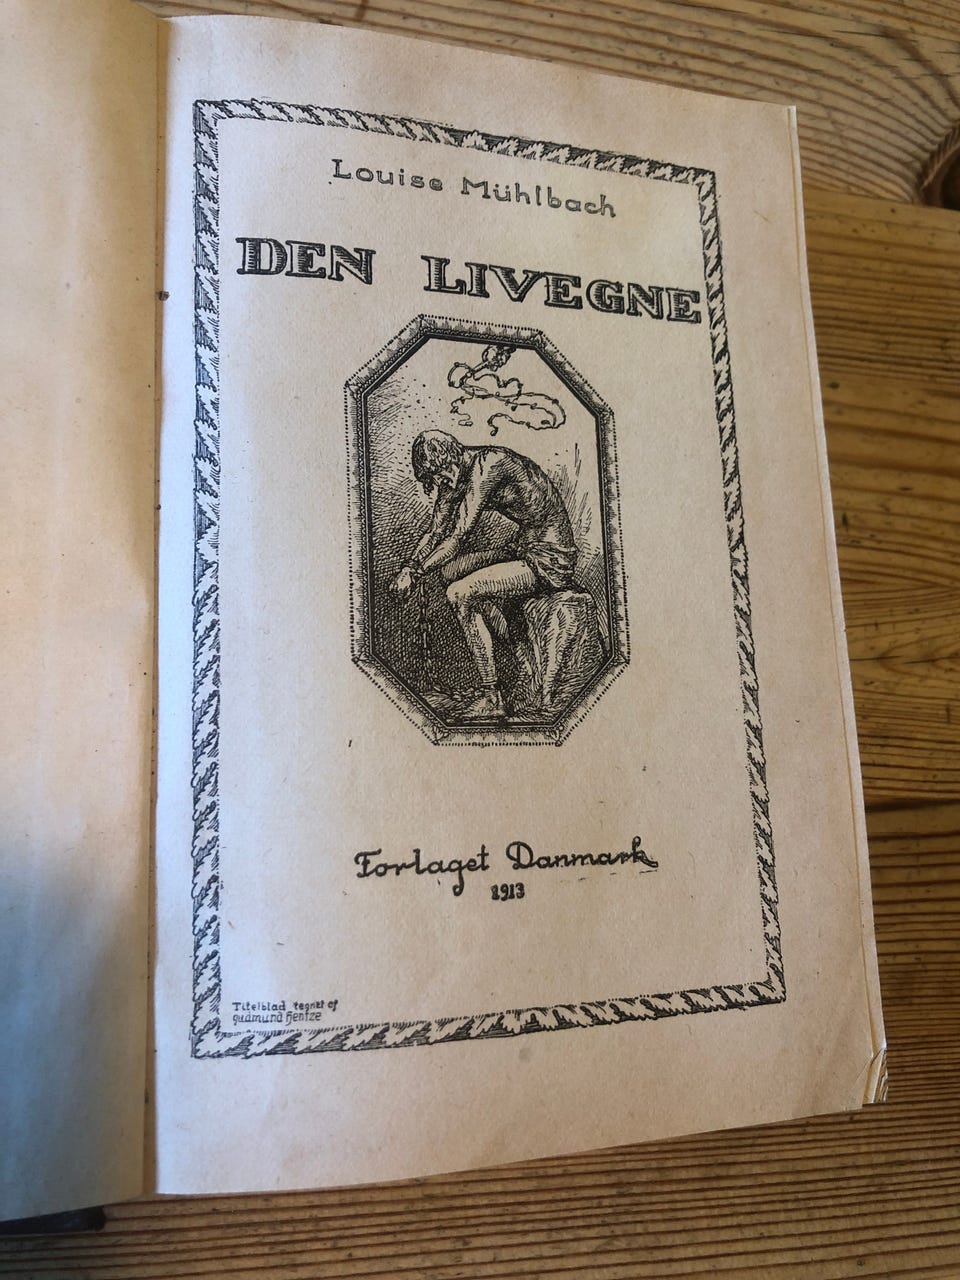 Louise Mühlbach
DEN LIVEGNE
Forlaget Danmark
1913
Titelblad tegnet af
gudmund hentze